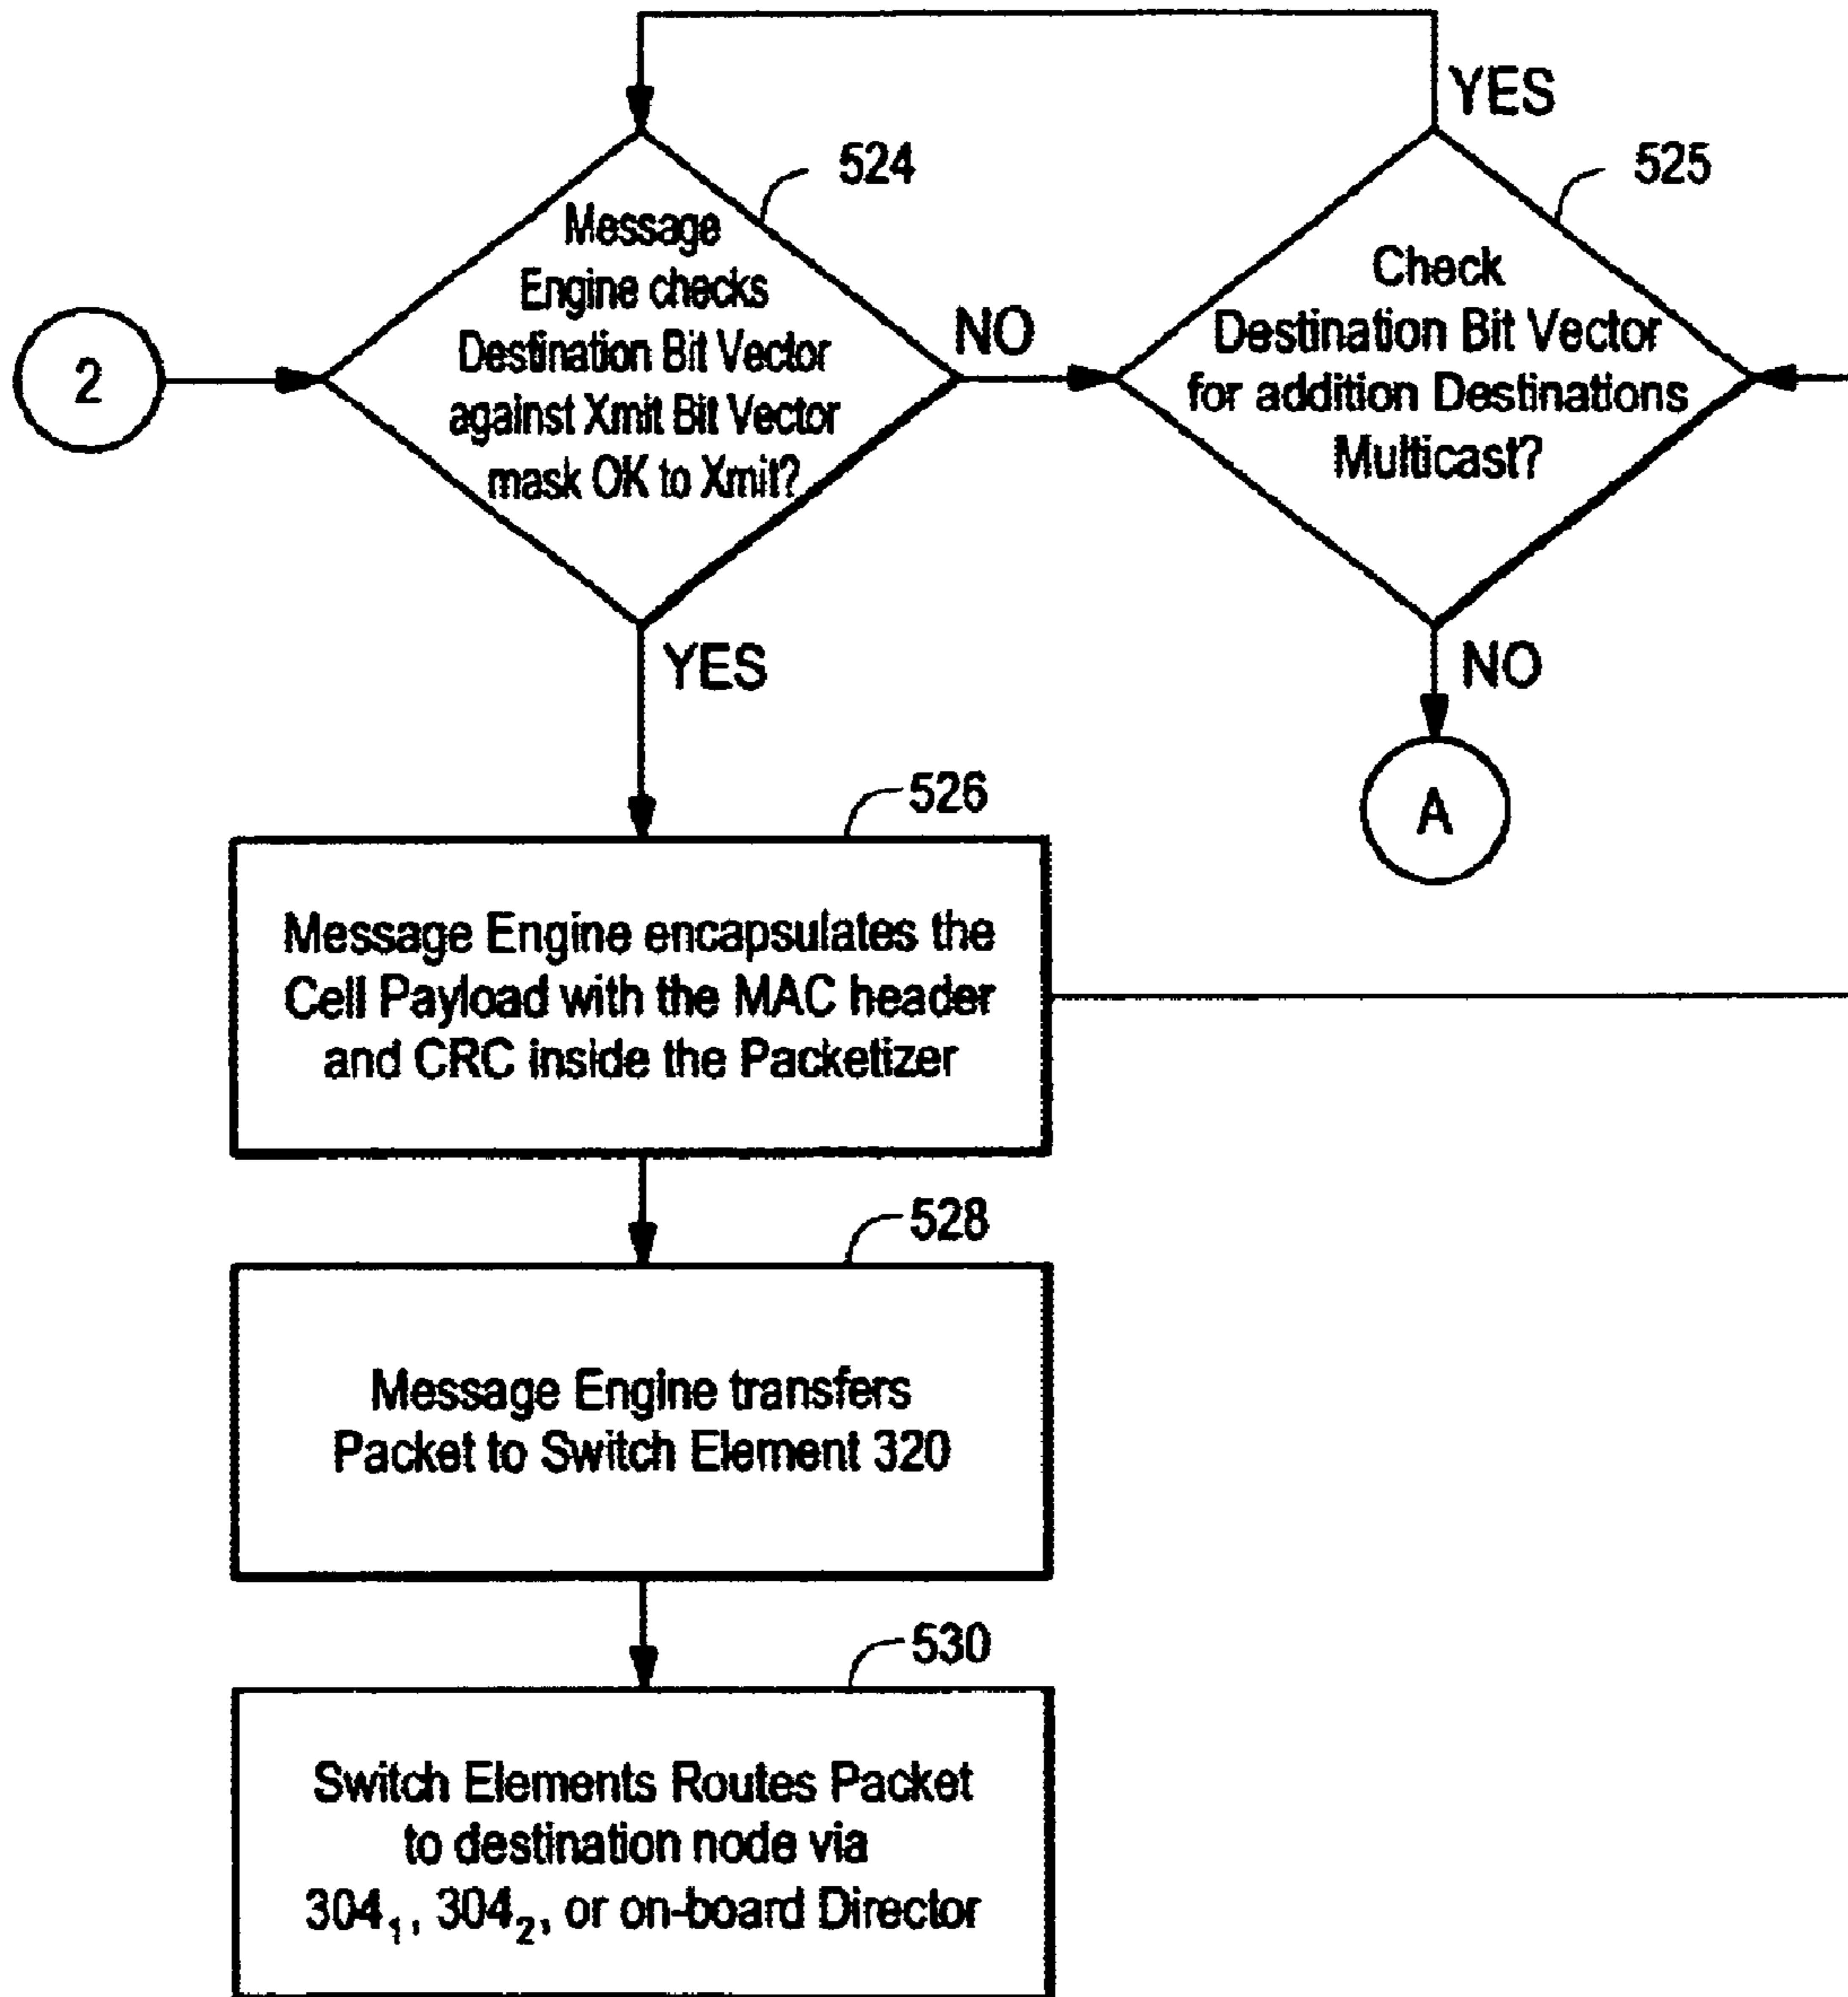 YES
524
525
Message
Engine checks
Destination Bit Vector
against Xmit Bit Vector
mask OK to Xmit?
2
NO
Check
Destination Bit Vector
for addition Destinations
Multicast?
YES
NO
A
526
Message Engine encapsulates the
Cell Payload with the MAC header
and CRC inside the Packetizer
528
Message Engine transfers
Packet to Switch Element 320
530
Switch Elements Routes Packet
to destination node via
304₁, 304₂, or on-board Director